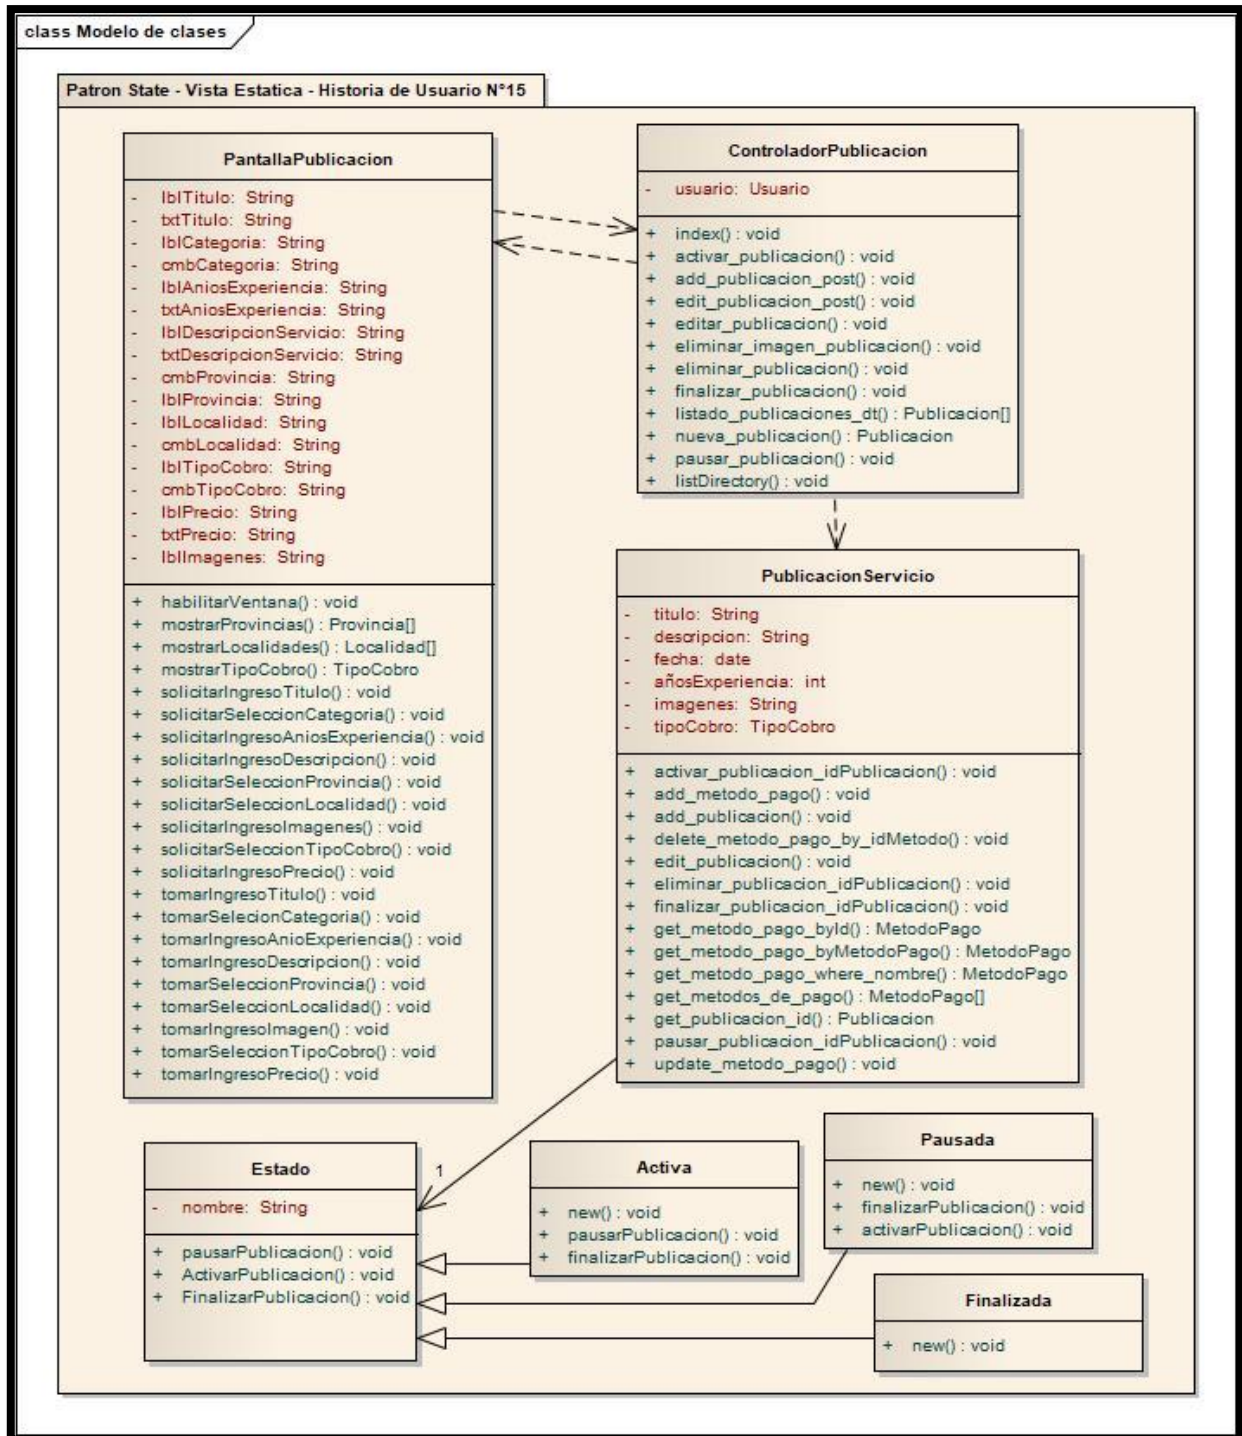 class Modelo de clases
Patron State - Vista Estatica - Historia de Usuario N°15
PantallaPublicacion
- lblTitulo: String
- txtTitulo: String
- lblCategoria: String
- cmbCategoria: String
- lblAniosExperiencia: String
- txtAniosExperiencia: String
- lblDescripcionServicio: String
- txtDescripcionServicio: String
- cmbProvincia: String
- lblProvincia: String
- lblLocalidad: String
- cmbLocalidad: String
- lblTipoCobro: String
- cmbTipoCobro: String
- lblPrecio: String
- txtPrecio: String
- lblImagenes: String
+ habilitarVentana() : void
+ mostrarProvincias() : Provincia[]
+ mostrarLocalidades() : Localidad[]
+ mostrarTipoCobro() : TipoCobro
+ solicitarIngresoTitulo() : void
+ solicitarSeleccionCategoria() : void
+ solicitarIngresoAniosExperiencia() : void
+ solicitarIngresoDescripcion() : void
+ solicitarSeleccionProvincia() : void
+ solicitarSeleccionLocalidad() : void
+ solicitarIngresoImagenes() : void
+ solicitarSeleccionTipoCobro() : void
+ solicitarIngresoPrecio() : void
+ tomarIngresoTitulo() : void
+ tomarSelecionCategoria() : void
+ tomarIngresoAnioExperiencia() : void
+ tomarIngresoDescripcion() : void
+ tomarSeleccionProvincia() : void
+ tomarSeleccionLocalidad() : void
+ tomarIngresoImagen() : void
+ tomarSeleccionTipoCobro() : void
+ tomarIngresoPrecio() : void
ControladorPublicacion
- usuario: Usuario
+ index() : void
+ activar_publicacion() : void
+ add_publicacion_post() : void
+ edit_publicacion_post() : void
+ editar_publicacion() : void
+ eliminar_imagen_publicacion() : void
+ eliminar_publicacion() : void
+ finalizar_publicacion() : void
+ listado_publicaciones_dt() : Publicacion[]
+ nueva_publicacion() : Publicacion
+ pausar_publicacion() : void
+ listDirectory() : void
PublicacionServicio
- titulo: String
- descripcion: String
- fecha: date
- añosExperiencia: int
- imagenes: String
- tipoCobro: TipoCobro
+ activar_publicacion_idPublicacion() : void
+ add_metodo_pago() : void
+ add_publicacion() : void
+ delete_metodo_pago_by_idMetodo() : void
+ edit_publicacion() : void
+ eliminar_publicacion_idPublicacion() : void
+ finalizar_publicacion_idPublicacion() : void
+ get_metodo_pago_byId() : MetodoPago
+ get_metodo_pago_byMetodoPago() : MetodoPago
+ get_metodo_pago_where_nombre() : MetodoPago
+ get_metodos_de_pago() : MetodoPago[]
+ get_publicacion_id() : Publicacion
+ pausar_publicacion_idPublicacion() : void
+ update_metodo_pago() : void
1
Estado
- nombre: String
+ pausarPublicacion() : void
+ ActivarPublicacion() : void
+ FinalizarPublicacion() : void
Activa
+ new() : void
+ pausarPublicacion() : void
+ finalizarPublicacion() : void
Pausada
+ new() : void
+ finalizarPublicacion() : void
+ activarPublicacion() : void
Finalizada
+ new() : void